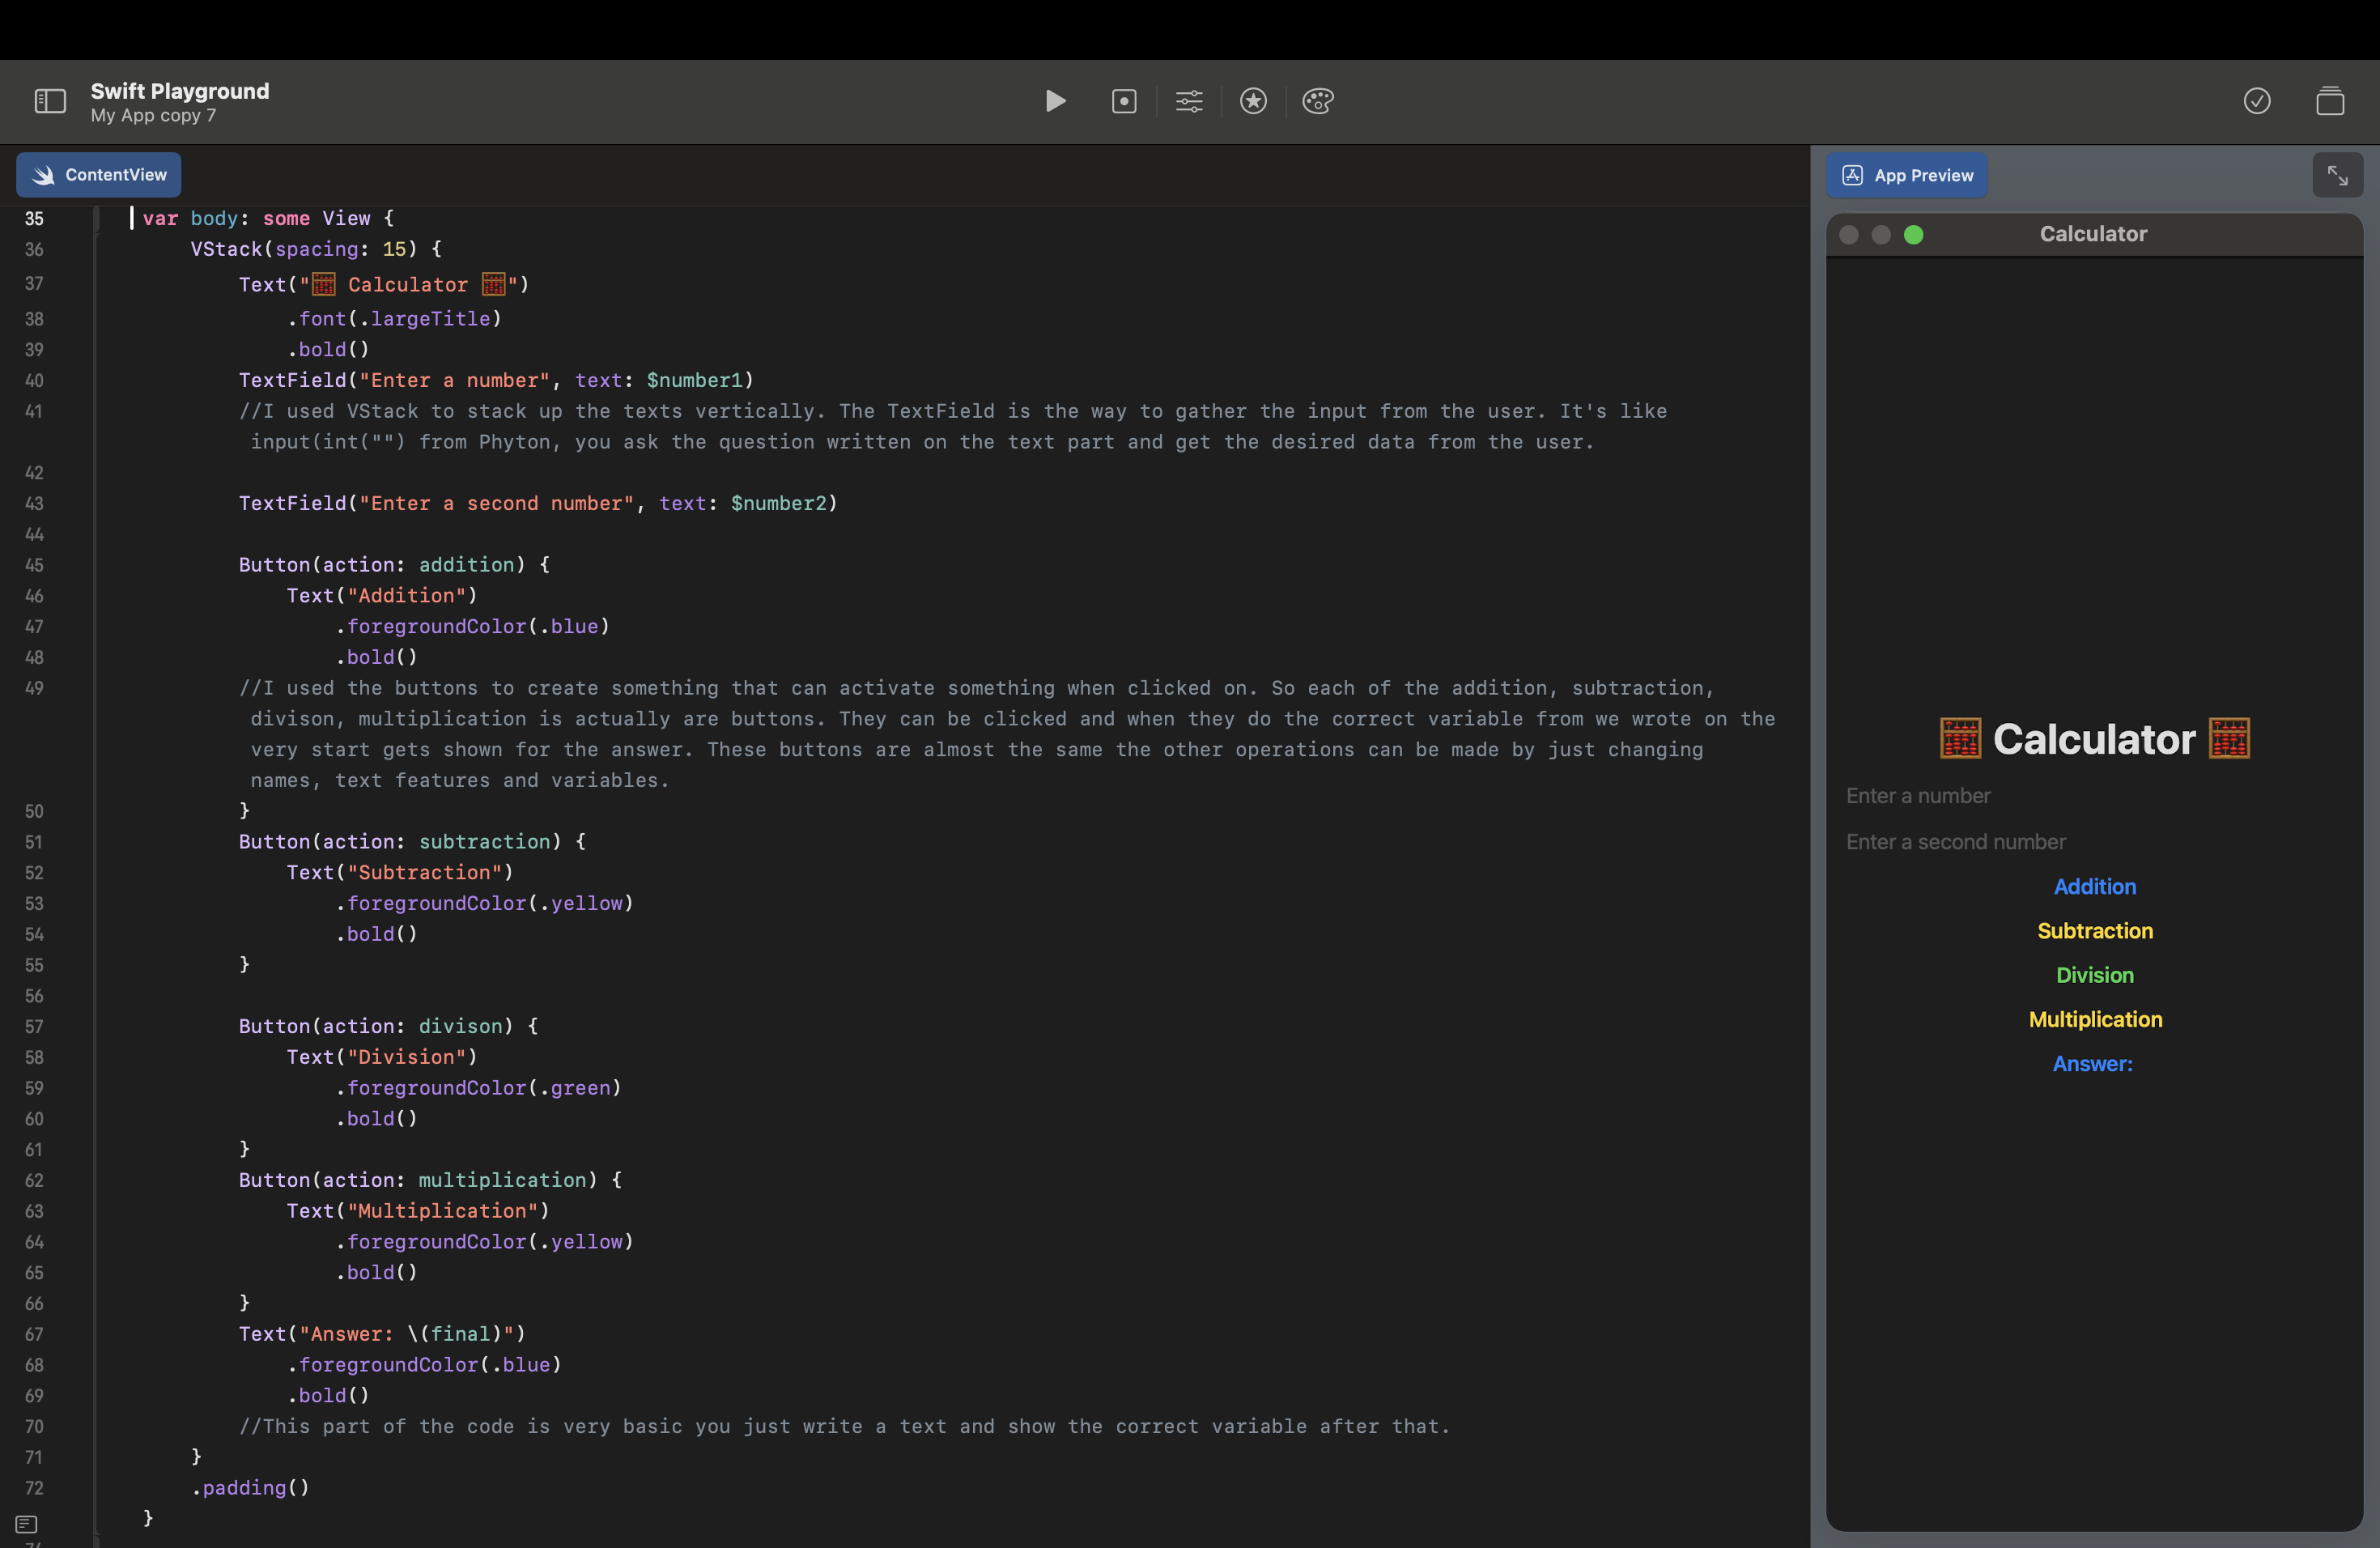 Swift Playground
My App copy 7
ContentView
35 var body: some View {
36 VStack(spacing: 15) {
37 Text("🧮 Calculator 🧮")
38 .font(.largeTitle)
39 .bold()
40 TextField("Enter a number", text: $number1)
41 //I used VStack to stack up the texts vertically. The TextField is the way to gather the input from the user. It's like
input(int("") from Phyton, you ask the question written on the text part and get the desired data from the user.
42
43 TextField("Enter a second number", text: $number2)
44
45 Button(action: addition) {
46 Text("Addition")
47 .foregroundColor(.blue)
48 .bold()
49 //I used the buttons to create something that can activate something when clicked on. So each of the addition, subtraction,
divison, multiplication is actually are buttons. They can be clicked and when they do the correct variable from we wrote on the
very start gets shown for the answer. These buttons are almost the same the other operations can be made by just changing
names, text features and variables.
50 }
51 Button(action: subtraction) {
52 Text("Subtraction")
53 .foregroundColor(.yellow)
54 .bold()
55 }
56
57 Button(action: divison) {
58 Text("Division")
59 .foregroundColor(.green)
60 .bold()
61 }
62 Button(action: multiplication) {
63 Text("Multiplication")
64 .foregroundColor(.yellow)
65 .bold()
66 }
67 Text("Answer: \(final)")
68 .foregroundColor(.blue)
69 .bold()
70 //This part of the code is very basic you just write a text and show the correct variable after that.
71 }
72 .padding()
}
App Preview
Calculator
🧮 Calculator 🧮
Enter a number
Enter a second number
Addition
Subtraction
Division
Multiplication
Answer: